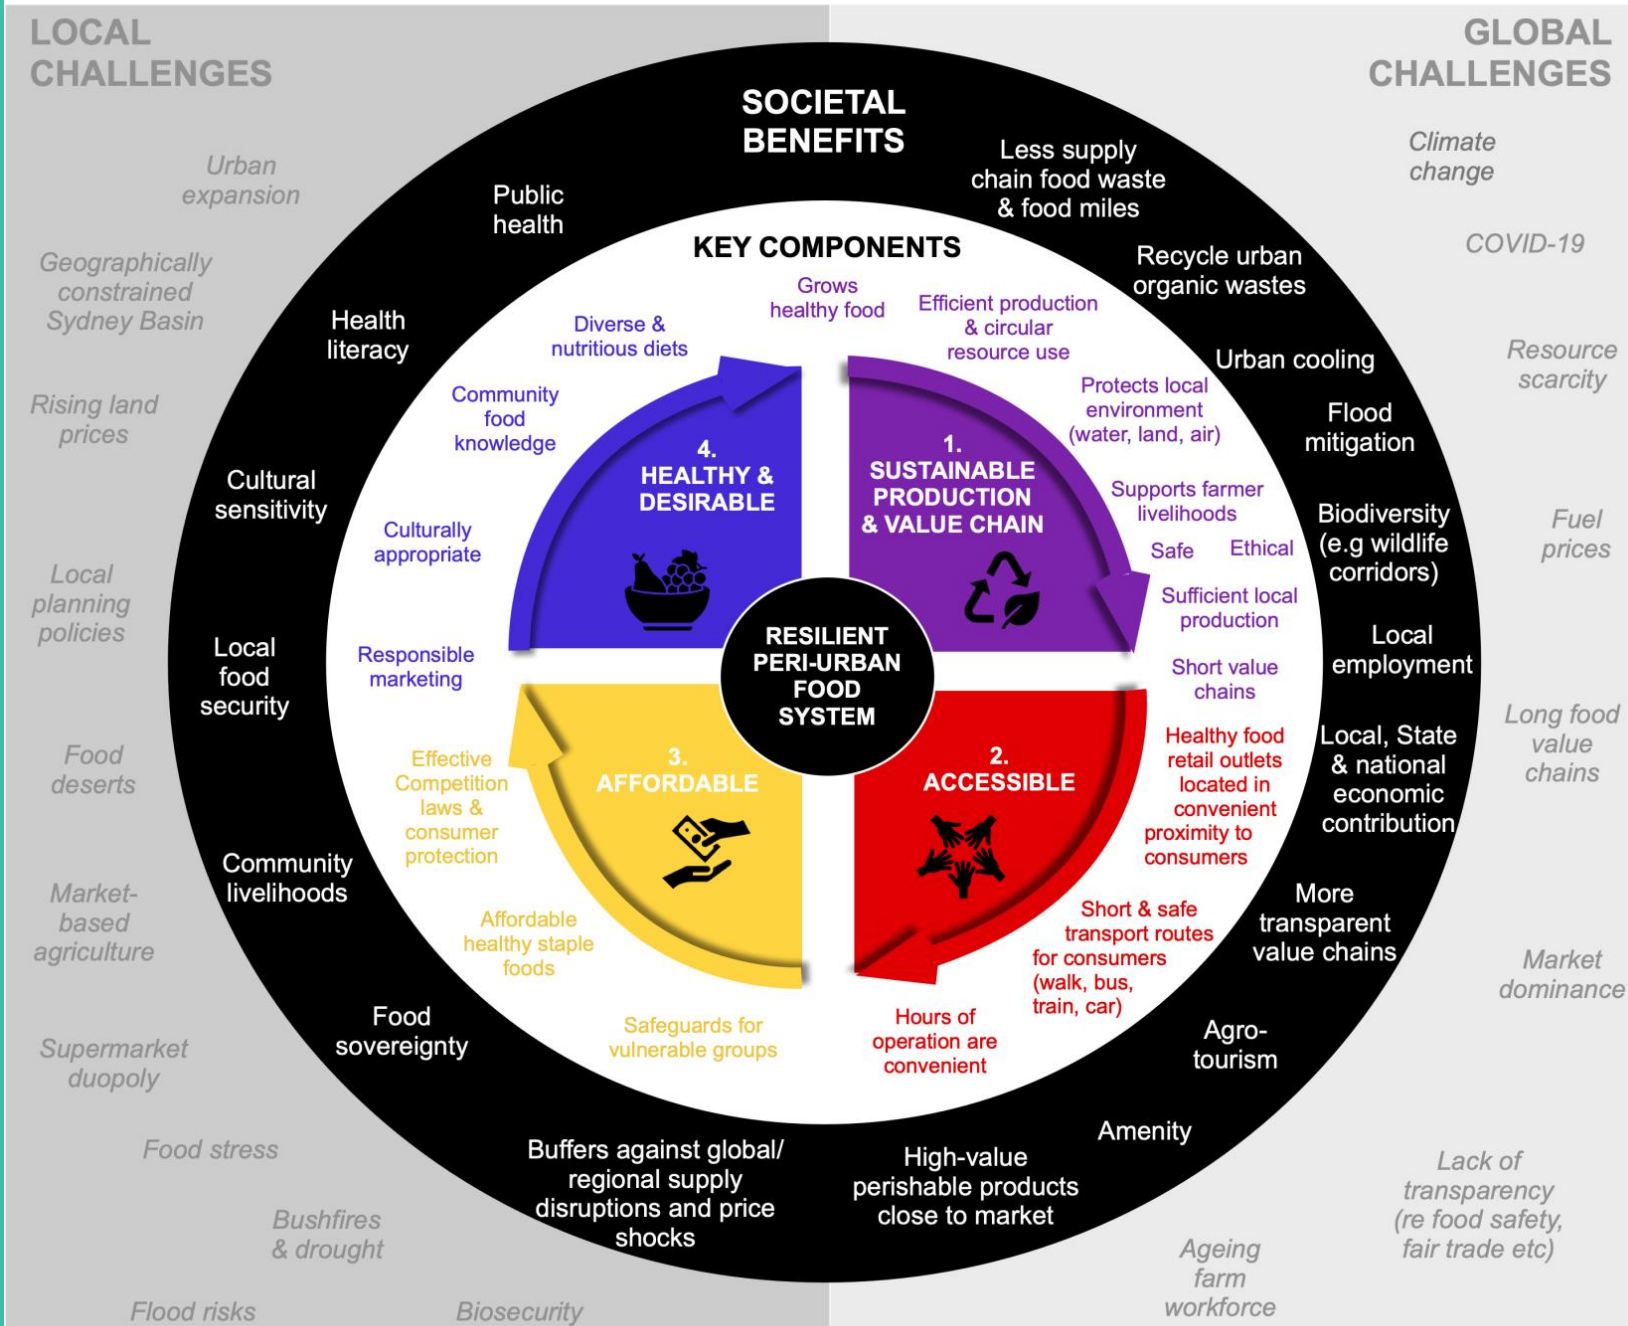 LOCAL
CHALLENGES
Urban
expansion
Geographically
constrained
Sydney Basin
Rising land
prices
Local
planning
policies
Food
deserts
Market-
based
agriculture
Supermarket
duopoly
Food stress
Bushfires
& drought
Flood risks
Biosecurity
GLOBAL
CHALLENGES
Climate
change
COVID-19
Resource
scarcity
Fuel
prices
Long food
value
chains
Market
dominance
Lack of
transparency
(re food safety,
fair trade etc)
Ageing
farm
workforce
SOCIETAL
BENEFITS
Less supply
chain food waste
& food miles
Recycle urban
organic wastes
Urban cooling
Flood
mitigation
Biodiversity
(e.g wildlife
corridors)
Local
employment
Local, State
& national
economic
contribution
More
transparent
value chains
Agro-
tourism
Amenity
High-value
perishable products
close to market
Buffers against global/
regional supply
disruptions and price
shocks
Food
sovereignty
Community
livelihoods
Local
food
security
Cultural
sensitivity
Health
literacy
Public
health
KEY COMPONENTS
Grows
healthy food
Efficient production
& circular
resource use
Protects local
environment
(water, land, air)
Supports farmer
livelihoods
Safe
Ethical
Sufficient local
production
Short value
chains
Healthy food
retail outlets
located in
convenient
proximity to
consumers
Short & safe
transport routes
for consumers
(walk, bus,
train, car)
Hours of
operation are
convenient
Safeguards for
vulnerable groups
Affordable
healthy staple
foods
Effective
Competition
laws &
consumer
protection
Responsible
marketing
Culturally
appropriate
Community
food
knowledge
Diverse &
nutritious diets
1.
SUSTAINABLE
PRODUCTION
& VALUE CHAIN
2.
ACCESSIBLE
3.
AFFORDABLE
4.
HEALTHY &
DESIRABLE
RESILIENT
PERI-URBAN
FOOD
SYSTEM